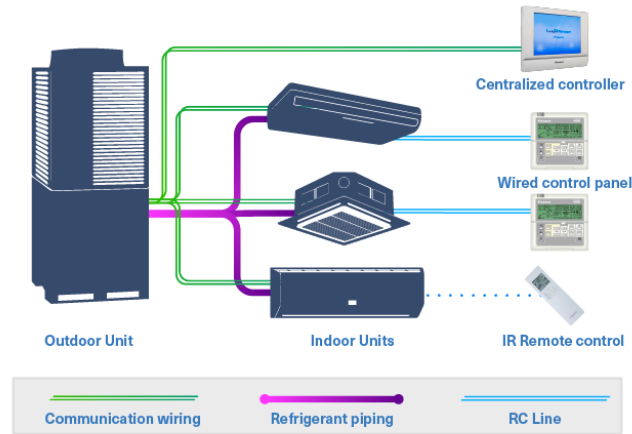 Centralized controller
Wired control panel
Outdoor Unit
Indoor Units
IR Remote control
Communication wiring
Refrigerant piping
RC Line